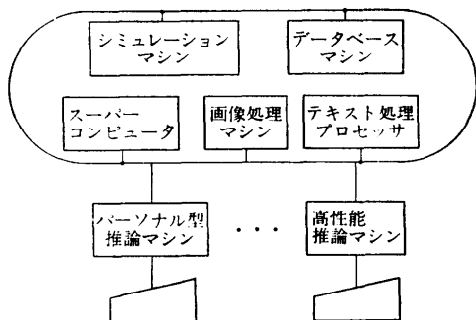 シミュレーション
マシン
データベース
マシン
スーパー
コンピュータ
画像処理
マシン
テキスト処理
プロセッサ
パーソナル型
推論マシン
・・・
高性能
推論マシン